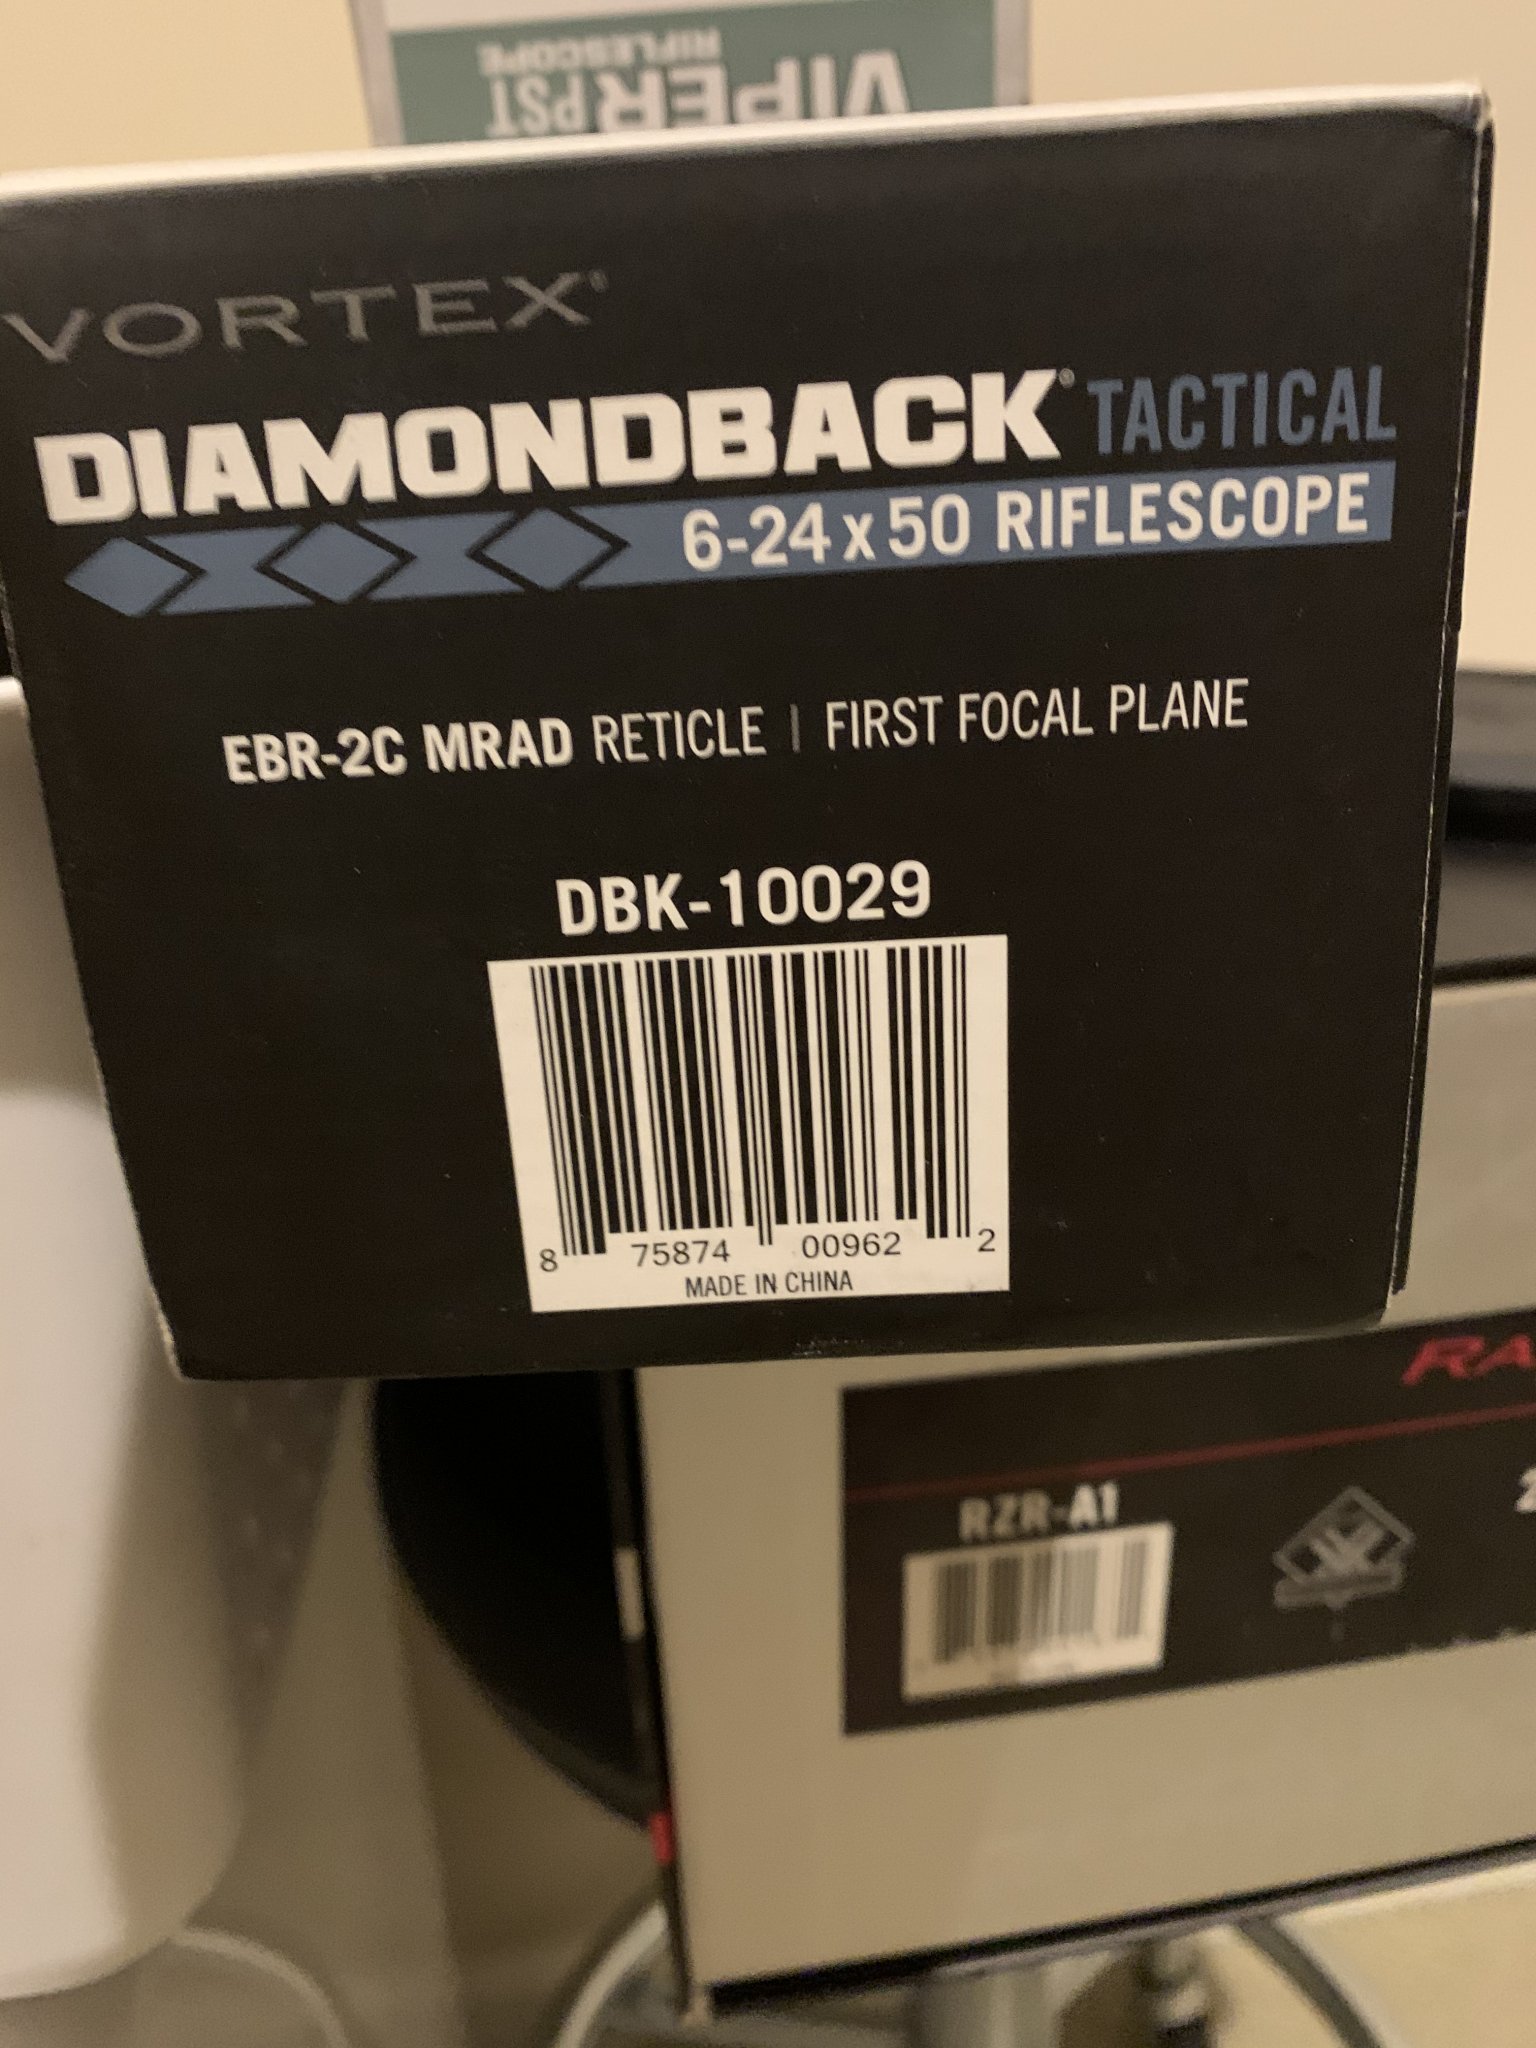 VIPER PST
RIFLESCOPE
VORTEX®
DIAMONDBACK® TACTICAL
6-24 x 50 RIFLESCOPE
EBR-2C MRAD RETICLE | FIRST FOCAL PLANE
DBK-10029
8 75874 00962 2
MADE IN CHINA
RA
RZR-A1